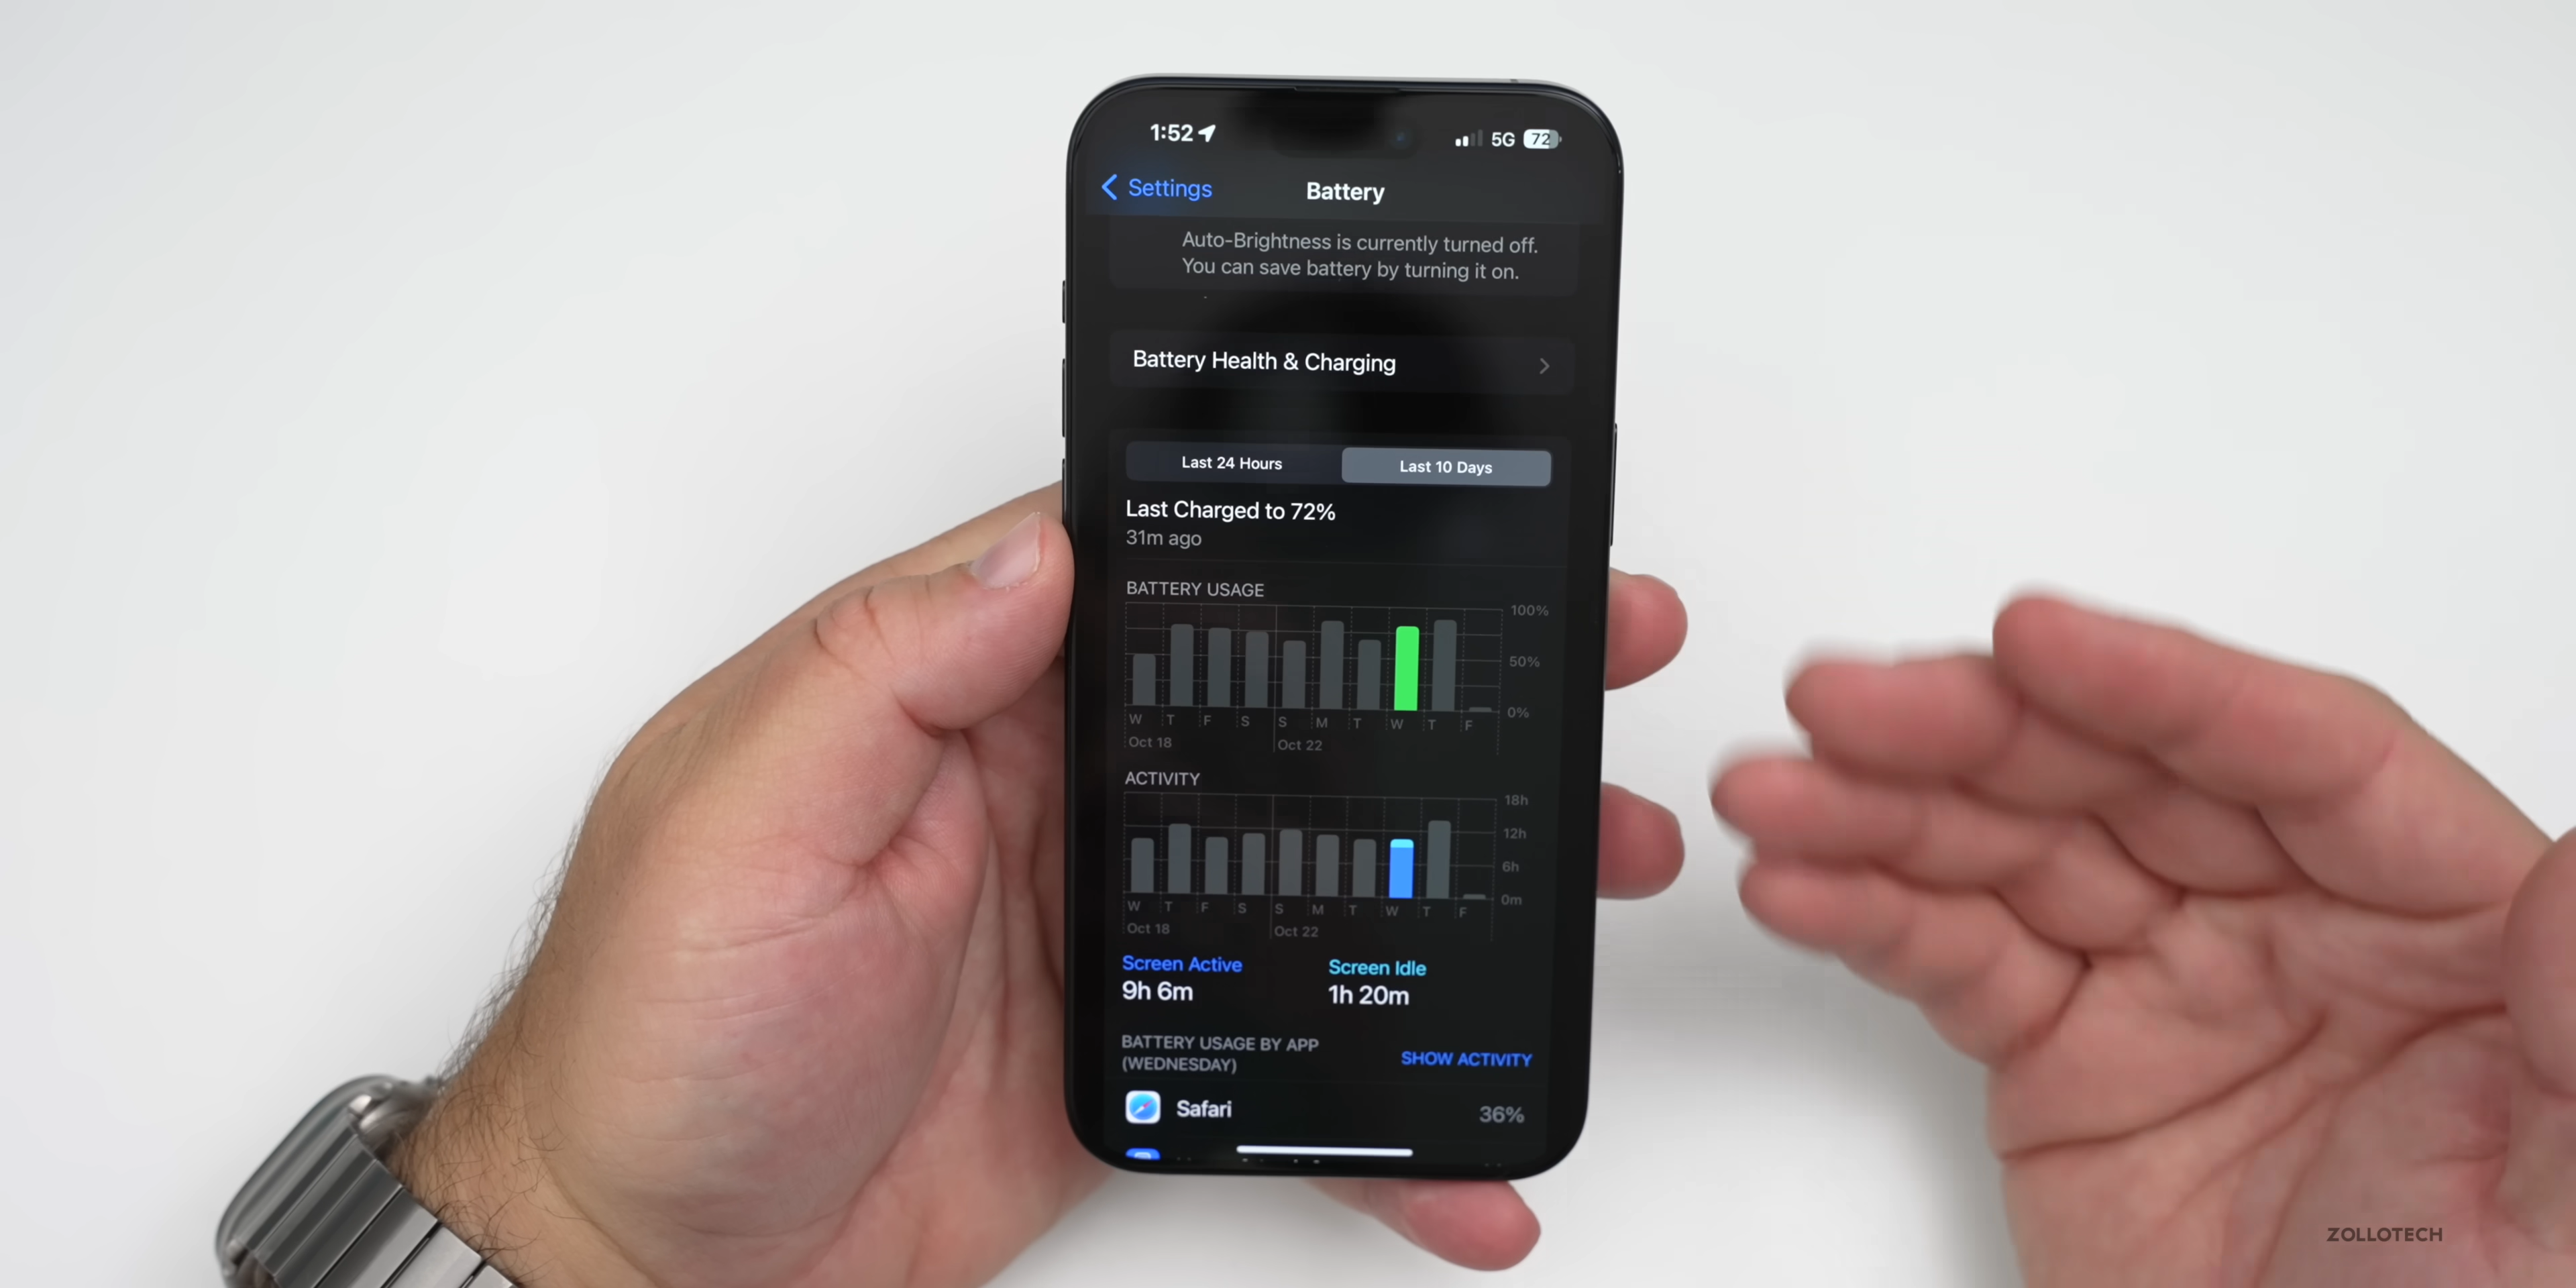 1:52 5G 72
Settings Battery
Auto-Brightness is currently turned off.
You can save battery by turning it on.
Battery Health & Charging
Last 24 Hours Last 10 Days
Last Charged to 72%
31m ago
BATTERY USAGE
100%
50%
0%
W T F S S M T W T F
Oct 18 Oct 22
ACTIVITY
18h
12h
6h
0m
W T F S S M T W T F
Oct 18 Oct 22
Screen Active Screen Idle
9h 6m 1h 20m
BATTERY USAGE BY APP
(WEDNESDAY) SHOW ACTIVITY
Safari 36%
ZOLLOTECH